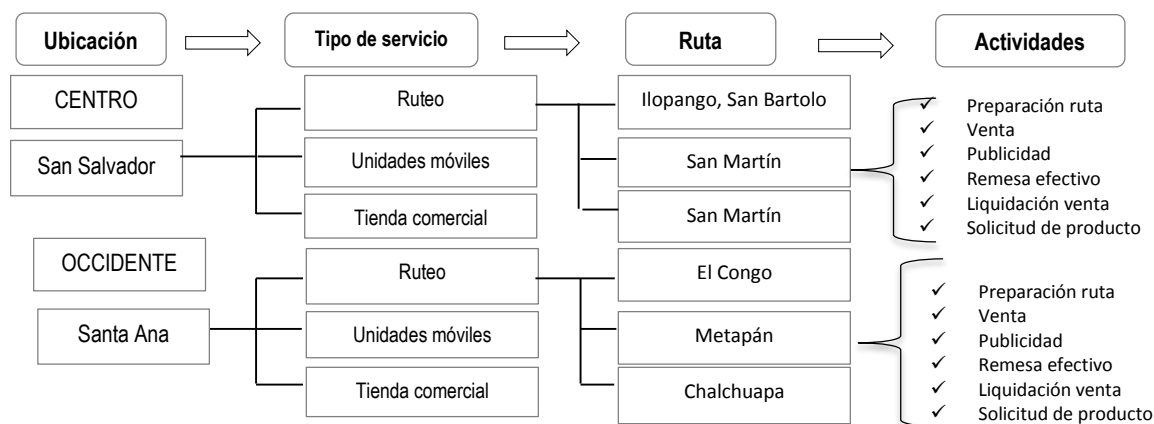 Ubicación
Tipo de servicio
Ruta
Actividades
CENTRO
San Salvador
Ruteo
Unidades móviles
Tienda comercial
Ilopango, San Bartolo
San Martín
San Martín
✓ Preparación ruta
✓ Venta
✓ Publicidad
✓ Remesa efectivo
✓ Liquidación venta
✓ Solicitud de producto
OCCIDENTE
Santa Ana
Ruteo
Unidades móviles
Tienda comercial
El Congo
Metapán
Chalchuapa
✓ Preparación ruta
✓ Venta
✓ Publicidad
✓ Remesa efectivo
✓ Liquidación venta
✓ Solicitud de producto